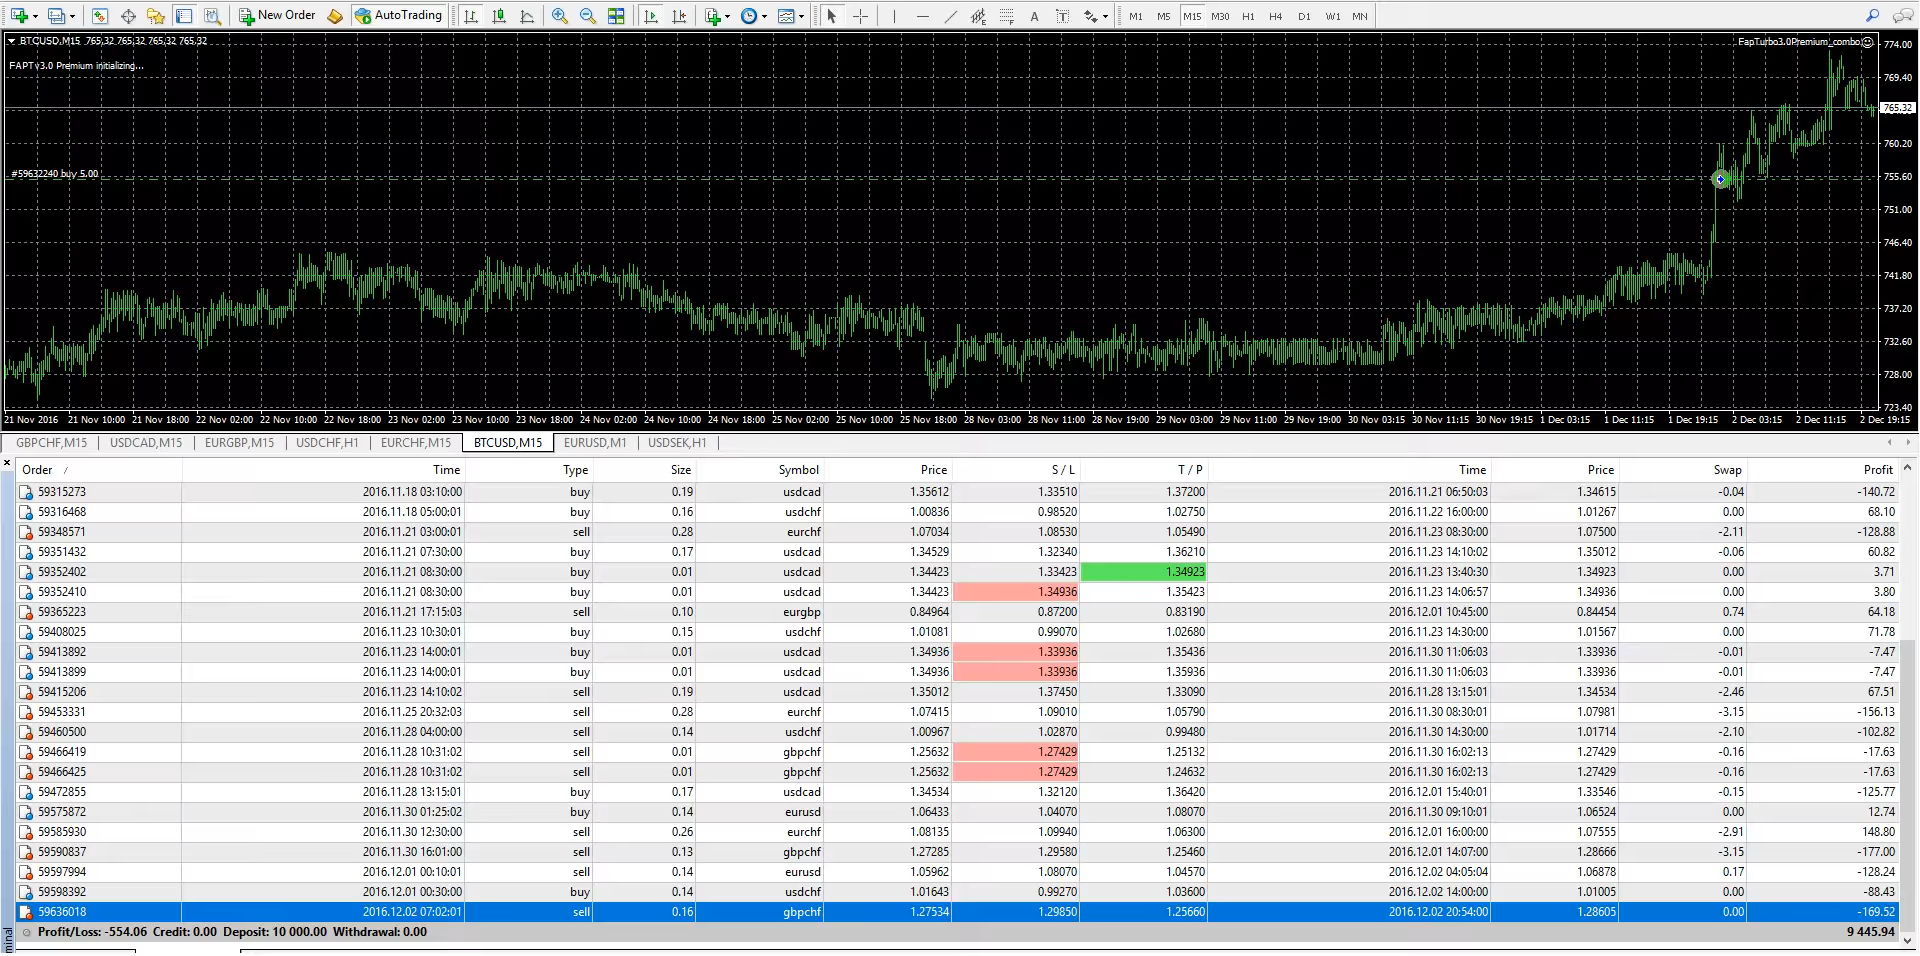 New Order AutoTrading A T M1 M5 M15 M30 H1 H4 D1 W1 MN
BTCUSD,M15 765.32 765.32 765.32 765.32
FapTurbo3.0Premium_combo
FAPT v3.0 Premium initializing...
#59632240 buy 5.00
774.00
769.40
765.32
760.20
755.60
751.00
746.40
741.80
737.20
732.60
728.00
723.40
21 Nov 2016 21 Nov 10:00 21 Nov 18:00 22 Nov 02:00 22 Nov 10:00 22 Nov 18:00 23 Nov 02:00 23 Nov 10:00 23 Nov 18:00 24 Nov 02:00 24 Nov 10:00 24 Nov 18:00 25 Nov 02:00 25 Nov 10:00 25 Nov 18:00 28 Nov 03:00 28 Nov 11:00 28 Nov 19:00 29 Nov 03:00 29 Nov 11:00 29 Nov 19:00 30 Nov 03:15 30 Nov 11:15 30 Nov 19:15 1 Dec 03:15 1 Dec 11:15 1 Dec 19:15 2 Dec 03:15 2 Dec 11:15 2 Dec 19:15
GBPCHF,M15 USDCAD,M15 EURGBP,M15 USDCHF,H1 EURCHF,M15 BTCUSD,M15 EURUSD,M1 USDSEK,H1
Order / Time Type Size Symbol Price S / L T / P Time Price Swap Profit
59315273 2016.11.18 03:10:00 buy 0.19 usdcad 1.35612 1.33510 1.37200 2016.11.21 06:50:03 1.34615 -0.04 -140.72
59316468 2016.11.18 05:00:01 buy 0.16 usdchf 1.00836 0.98520 1.02750 2016.11.22 16:00:00 1.01267 0.00 68.10
59348571 2016.11.21 03:00:01 sell 0.28 eurchf 1.07034 1.08530 1.05490 2016.11.23 08:30:00 1.07500 -2.11 -128.88
59351432 2016.11.21 07:30:00 buy 0.17 usdcad 1.34529 1.32340 1.36210 2016.11.23 14:10:02 1.35012 -0.06 60.82
59352402 2016.11.21 08:30:00 buy 0.01 usdcad 1.34423 1.33423 1.34923 2016.11.23 13:40:30 1.34923 0.00 3.71
59352410 2016.11.21 08:30:00 buy 0.01 usdcad 1.34423 1.34936 1.35423 2016.11.23 14:06:57 1.34936 0.00 3.80
59365223 2016.11.21 17:15:03 sell 0.10 eurgbp 0.84964 0.87200 0.83190 2016.12.01 10:45:00 0.84454 0.74 64.18
59408025 2016.11.23 10:30:01 buy 0.15 usdchf 1.01081 0.99070 1.02680 2016.11.23 14:30:00 1.01567 0.00 71.78
59413892 2016.11.23 14:00:01 buy 0.01 usdcad 1.34936 1.33936 1.35436 2016.11.30 11:06:03 1.33936 -0.01 -7.47
59413899 2016.11.23 14:00:01 buy 0.01 usdcad 1.34936 1.33936 1.35936 2016.11.30 11:06:03 1.33936 -0.01 -7.47
59415206 2016.11.23 14:10:02 sell 0.19 usdcad 1.35012 1.37450 1.33090 2016.11.28 13:15:01 1.34534 -2.46 67.51
59453331 2016.11.25 20:32:03 sell 0.28 eurchf 1.07415 1.09010 1.05790 2016.11.30 08:30:01 1.07981 -3.15 -156.13
59460500 2016.11.28 04:00:00 sell 0.14 usdchf 1.00967 1.02870 0.99480 2016.11.30 14:30:00 1.01714 -2.10 -102.82
59466419 2016.11.28 10:31:02 sell 0.01 gbpchf 1.25632 1.27429 1.25132 2016.11.30 16:02:13 1.27429 -0.16 -17.63
59466425 2016.11.28 10:31:02 sell 0.01 gbpchf 1.25632 1.27429 1.24632 2016.11.30 16:02:13 1.27429 -0.16 -17.63
59472855 2016.11.28 13:15:01 buy 0.17 usdcad 1.34534 1.32120 1.36420 2016.12.01 15:40:01 1.33546 -0.15 -125.77
59575872 2016.11.30 01:25:02 buy 0.14 eurusd 1.06433 1.04070 1.08070 2016.11.30 09:10:01 1.06524 0.00 12.74
59585930 2016.11.30 12:30:00 sell 0.26 eurchf 1.08135 1.09940 1.06300 2016.12.01 16:00:00 1.07555 -2.91 148.80
59590837 2016.11.30 16:01:00 sell 0.13 gbpchf 1.27285 1.29580 1.25460 2016.12.01 14:07:00 1.28666 -3.15 -177.00
59597994 2016.12.01 00:10:01 sell 0.14 eurusd 1.05962 1.08070 1.04570 2016.12.02 04:05:04 1.06878 0.17 -128.24
59598392 2016.12.01 00:30:00 buy 0.14 usdchf 1.01643 0.99270 1.03600 2016.12.02 14:00:00 1.01005 0.00 -88.43
59636018 2016.12.02 07:02:01 sell 0.16 gbpchf 1.27534 1.29850 1.25660 2016.12.02 20:54:00 1.28605 0.00 -169.52
Profit/Loss: -554.06 Credit: 0.00 Deposit: 10 000.00 Withdrawal: 0.00 9 445.94